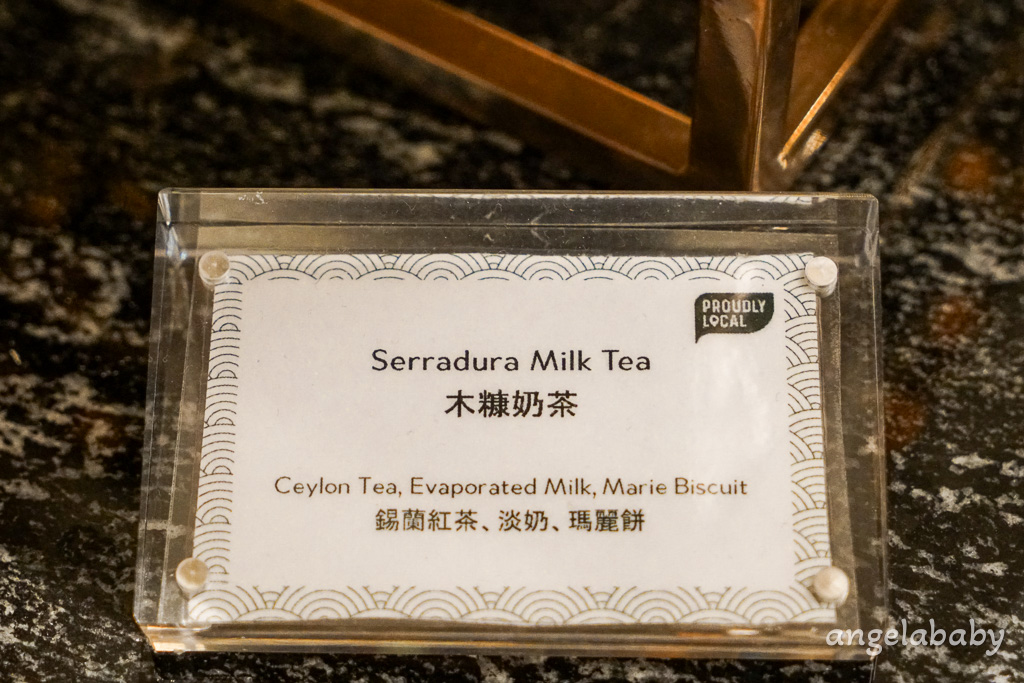 PROUDLY
LOCAL
Serradura Milk Tea
木糠奶茶
Ceylon Tea, Evaporated Milk, Marie Biscuit
錫蘭紅茶、淡奶、瑪麗餅
angelababy